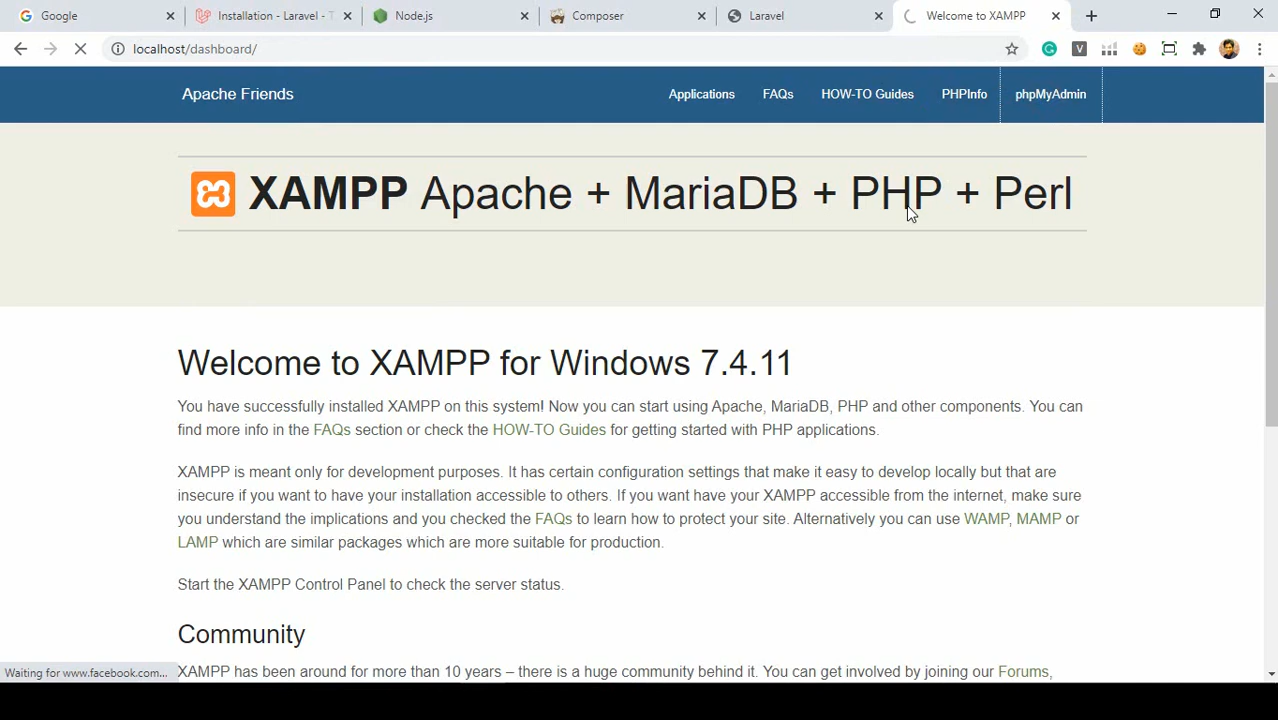 Google
Installation - Laravel - T
Node.js
Composer
Laravel
Welcome to XAMPP
localhost/dashboard/
V
Apache Friends
Applications
FAQs
HOW-TO Guides
PHPInfo
phpMyAdmin
XAMPP Apache + MariaDB + PHP + Perl
Welcome to XAMPP for Windows 7.4.11
You have successfully installed XAMPP on this system! Now you can start using Apache, MariaDB, PHP and other components. You can
find more info in the FAQs section or check the HOW-TO Guides for getting started with PHP applications.
XAMPP is meant only for development purposes. It has certain configuration settings that make it easy to develop locally but that are
insecure if you want to have your installation accessible to others. If you want have your XAMPP accessible from the internet, make sure
you understand the implications and you checked the FAQs to learn how to protect your site. Alternatively you can use WAMP, MAMP or
LAMP which are similar packages which are more suitable for production.
Start the XAMPP Control Panel to check the server status.
Community
XAMPP has been around for more than 10 years – there is a huge community behind it. You can get involved by joining our Forums,
Waiting for www.facebook.com...